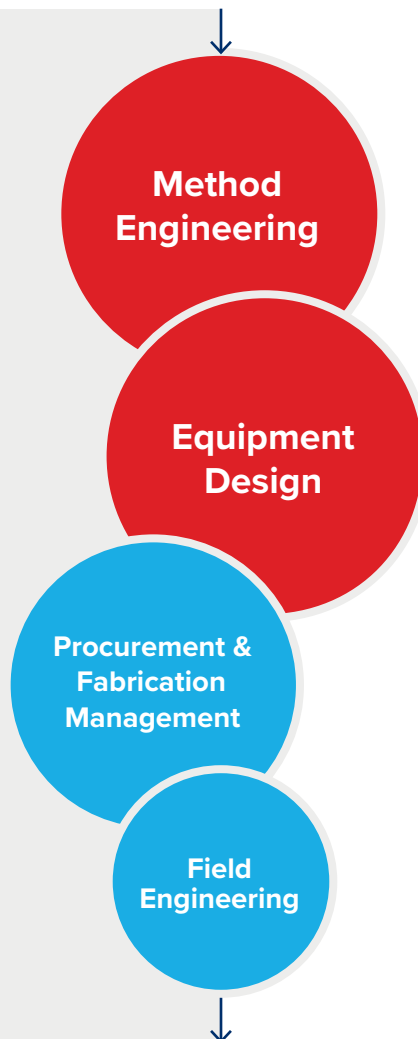 Method
Engineering
Equipment
Design
Procurement &
Fabrication
Management
Field
Engineering